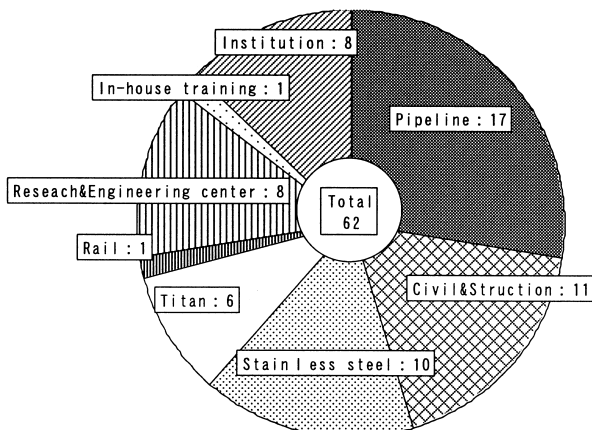 Institution : 8
In-house training : 1
Pipeline : 17
Reseach&Engineering center : 8
Total
62
Rail : 1
Titan : 6
Civil&Struction : 11
Stainless steel : 10